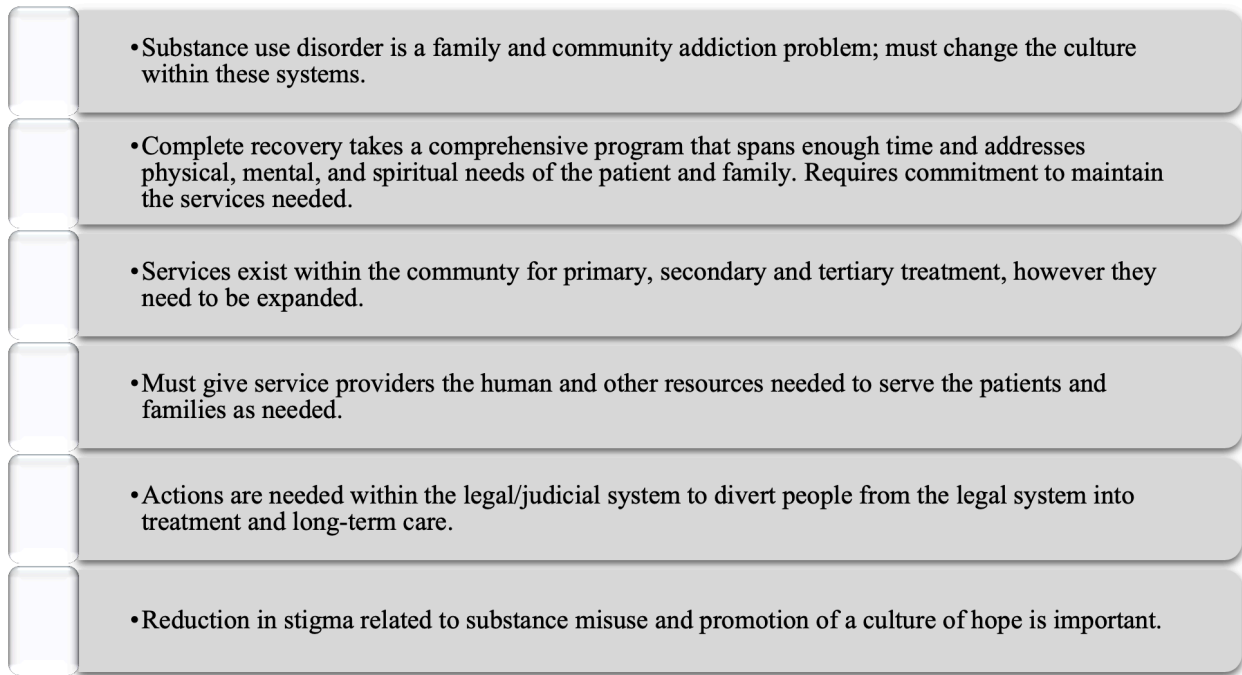 •Substance use disorder is a family and community addiction problem; must change the culture
within these systems.
•Complete recovery takes a comprehensive program that spans enough time and addresses
physical, mental, and spiritual needs of the patient and family. Requires commitment to maintain
the services needed.
•Services exist within the communty for primary, secondary and tertiary treatment, however they
need to be expanded.
•Must give service providers the human and other resources needed to serve the patients and
families as needed.
•Actions are needed within the legal/judicial system to divert people from the legal system into
treatment and long-term care.
•Reduction in stigma related to substance misuse and promotion of a culture of hope is important.